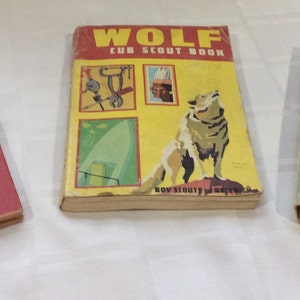 WOLF
CUB SCOUT BOOK
BOY SCOUTS OF AMERICA